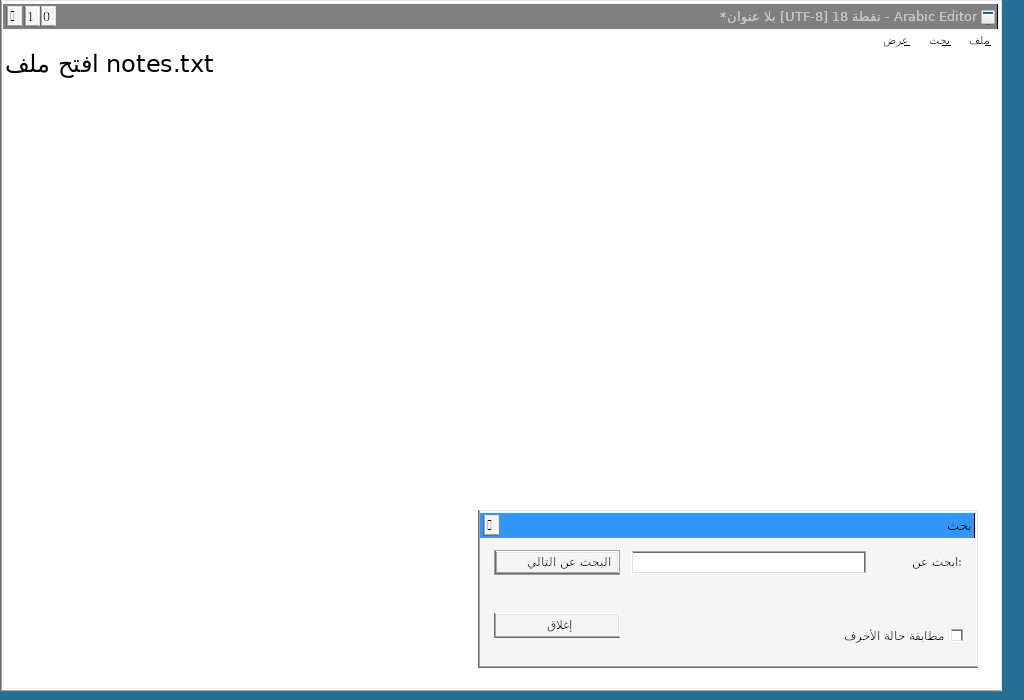 *بلا عنوان [UTF-8] 18 نقطة - Arabic Editor
ملف بحث عرض
افتح ملف notes.txt
بحث
ابحث عن:
البحث عن التالي
مطابقة حالة الأحرف
إغلاق